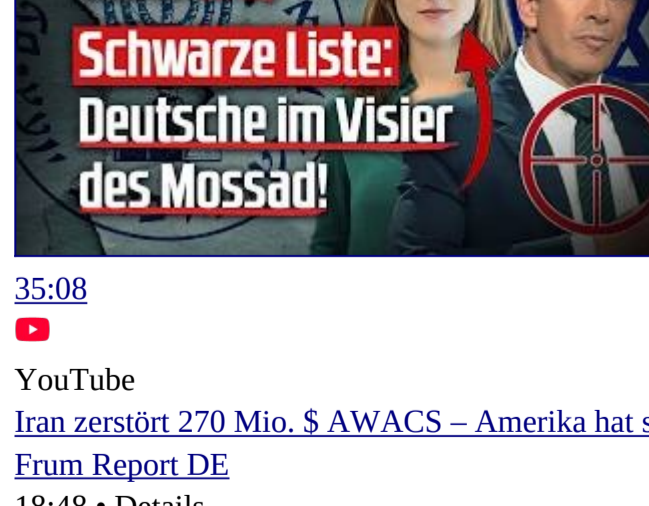 Schwarze Liste:
Deutsche im Visier
des Mossad!
35:08
YouTube
Iran zerstört 270 Mio. $ AWACS – Amerika hat s
Frum Report DE
18:48 • Details